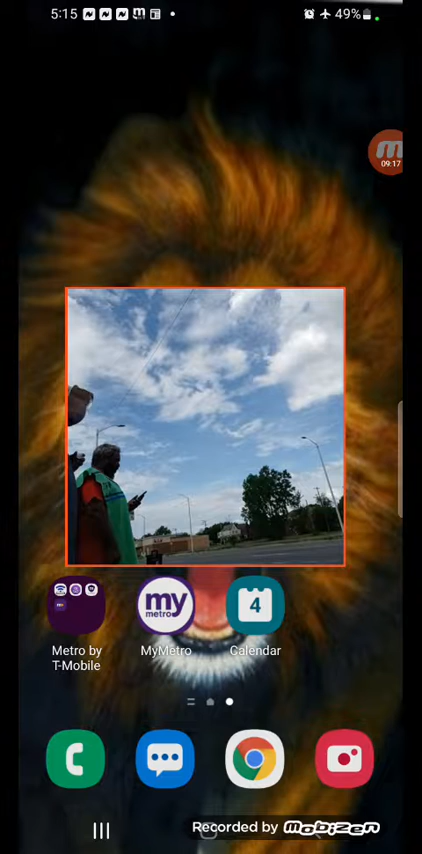 5:15
49%
m
09:17
my
metro
4
Metro by
T-Mobile
MyMetro
Calendar
Recorded by Mobizen